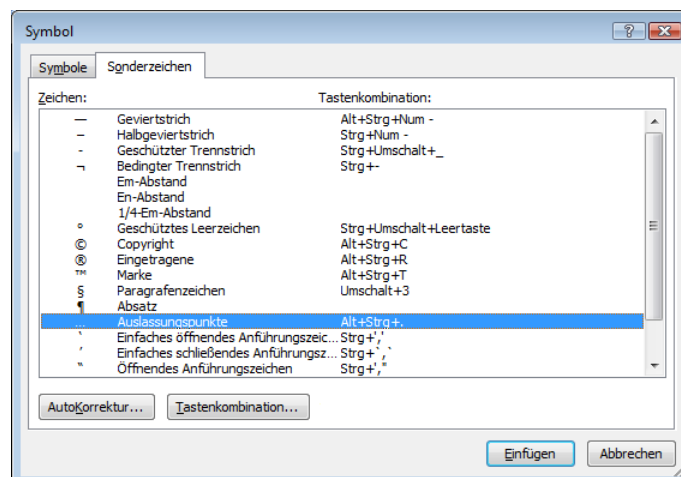 Symbol
Symbole Sonderzeichen
Zeichen: Tastenkombination:
— Geviertstrich Alt+Strg+Num -
– Halbgeviertstrich Strg+Num -
- Geschützter Trennstrich Strg+Umschalt+_
¬ Bedingter Trennstrich Strg+-
Em-Abstand
En-Abstand
1/4-Em-Abstand
° Geschütztes Leerzeichen Strg+Umschalt+Leertaste
© Copyright Alt+Strg+C
® Eingetragene Alt+Strg+R
™ Marke Alt+Strg+T
§ Paragrafenzeichen Umschalt+3
¶ Absatz
… Auslassungspunkte Alt+Strg+.
‛ Einfaches öffnendes Anführungszeic... Strg+','
’ Einfaches schließendes Anführungsz... Strg+`,`
“ Öffnendes Anführungszeichen Strg+',"
AutoKorrektur... Tastenkombination...
Einfügen Abbrechen